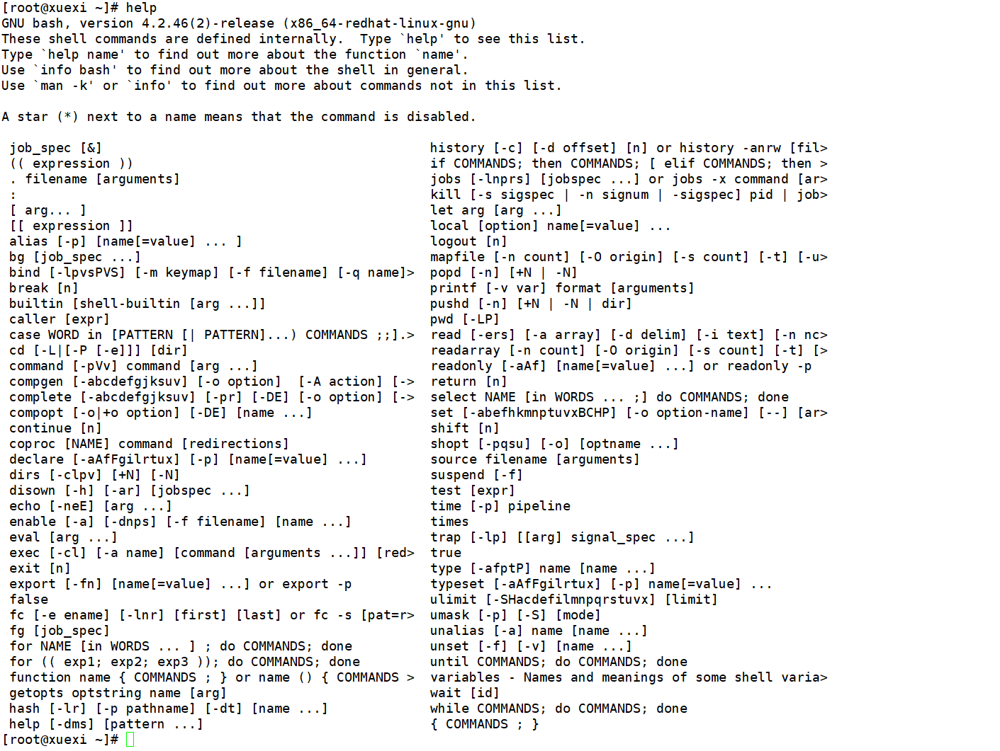 [root@xuexi ~]# help
GNU bash, version 4.2.46(2)-release (x86_64-redhat-linux-gnu)
These shell commands are defined internally.  Type `help' to see this list.
Type `help name' to find out more about the function `name'.
Use `info bash' to find out more about the shell in general.
Use `man -k' or `info' to find out more about commands not in this list.

A star (*) next to a name means that the command is disabled.

 job_spec [&]                                          history [-c] [-d offset] [n] or history -anrw [fil>
 (( expression ))                                      if COMMANDS; then COMMANDS; [ elif COMMANDS; then >
 . filename [arguments]                                jobs [-lnprs] [jobspec ...] or jobs -x command [ar>
 :                                                     kill [-s sigspec | -n signum | -sigspec] pid | job>
 [ arg... ]                                            let arg [arg ...]
 [[ expression ]]                                      local [option] name[=value] ...
 alias [-p] [name[=value] ... ]                        logout [n]
 bg [job_spec ...]                                     mapfile [-n count] [-O origin] [-s count] [-t] [-u>
 bind [-lpvsPVS] [-m keymap] [-f filename] [-q name]>  popd [-n] [+N | -N]
 break [n]                                             printf [-v var] format [arguments]
 builtin [shell-builtin [arg ...]]                     pushd [-n] [+N | -N | dir]
 caller [expr]                                         pwd [-LP]
 case WORD in [PATTERN [| PATTERN]...) COMMANDS ;;].>  read [-ers] [-a array] [-d delim] [-i text] [-n nc>
 cd [-L|[-P [-e]]] [dir]                               readarray [-n count] [-O origin] [-s count] [-t] [>
 command [-pVv] command [arg ...]                      readonly [-aAf] [name[=value] ...] or readonly -p
 compgen [-abcdefgjksuv] [-o option]  [-A action] [->  return [n]
 complete [-abcdefgjksuv] [-pr] [-DE] [-o option] [->  select NAME [in WORDS ... ;] do COMMANDS; done
 compopt [-o|+o option] [-DE] [name ...]               set [-abefhkmnptuvxBCHP] [-o option-name] [--] [ar>
 continue [n]                                          shift [n]
 coproc [NAME] command [redirections]                  shopt [-pqsu] [-o] [optname ...]
 declare [-aAfFgilrtux] [-p] [name[=value] ...]        source filename [arguments]
 dirs [-clpv] [+N] [-N]                                suspend [-f]
 disown [-h] [-ar] [jobspec ...]                       test [expr]
 echo [-neE] [arg ...]                                 time [-p] pipeline
 enable [-a] [-dnps] [-f filename] [name ...]          times
 eval [arg ...]                                        trap [-lp] [[arg] signal_spec ...]
 exec [-cl] [-a name] [command [arguments ...]] [red>  true
 exit [n]                                              type [-afptP] name [name ...]
 export [-fn] [name[=value] ...] or export -p          typeset [-aAfFgilrtux] [-p] name[=value] ...
 false                                                 ulimit [-SHacdefilmnpqrstuvx] [limit]
 fc [-e ename] [-lnr] [first] [last] or fc -s [pat=r>  umask [-p] [-S] [mode]
 fg [job_spec]                                         unalias [-a] name [name ...]
 for NAME [in WORDS ... ] ; do COMMANDS; done          unset [-f] [-v] [name ...]
 for (( exp1; exp2; exp3 )); do COMMANDS; done         until COMMANDS; do COMMANDS; done
 function name { COMMANDS ; } or name () { COMMANDS >  variables - Names and meanings of some shell varia>
 getopts optstring name [arg]                          wait [id]
 hash [-lr] [-p pathname] [-dt] [name ...]             while COMMANDS; do COMMANDS; done
 help [-dms] [pattern ...]                             { COMMANDS ; }
[root@xuexi ~]#